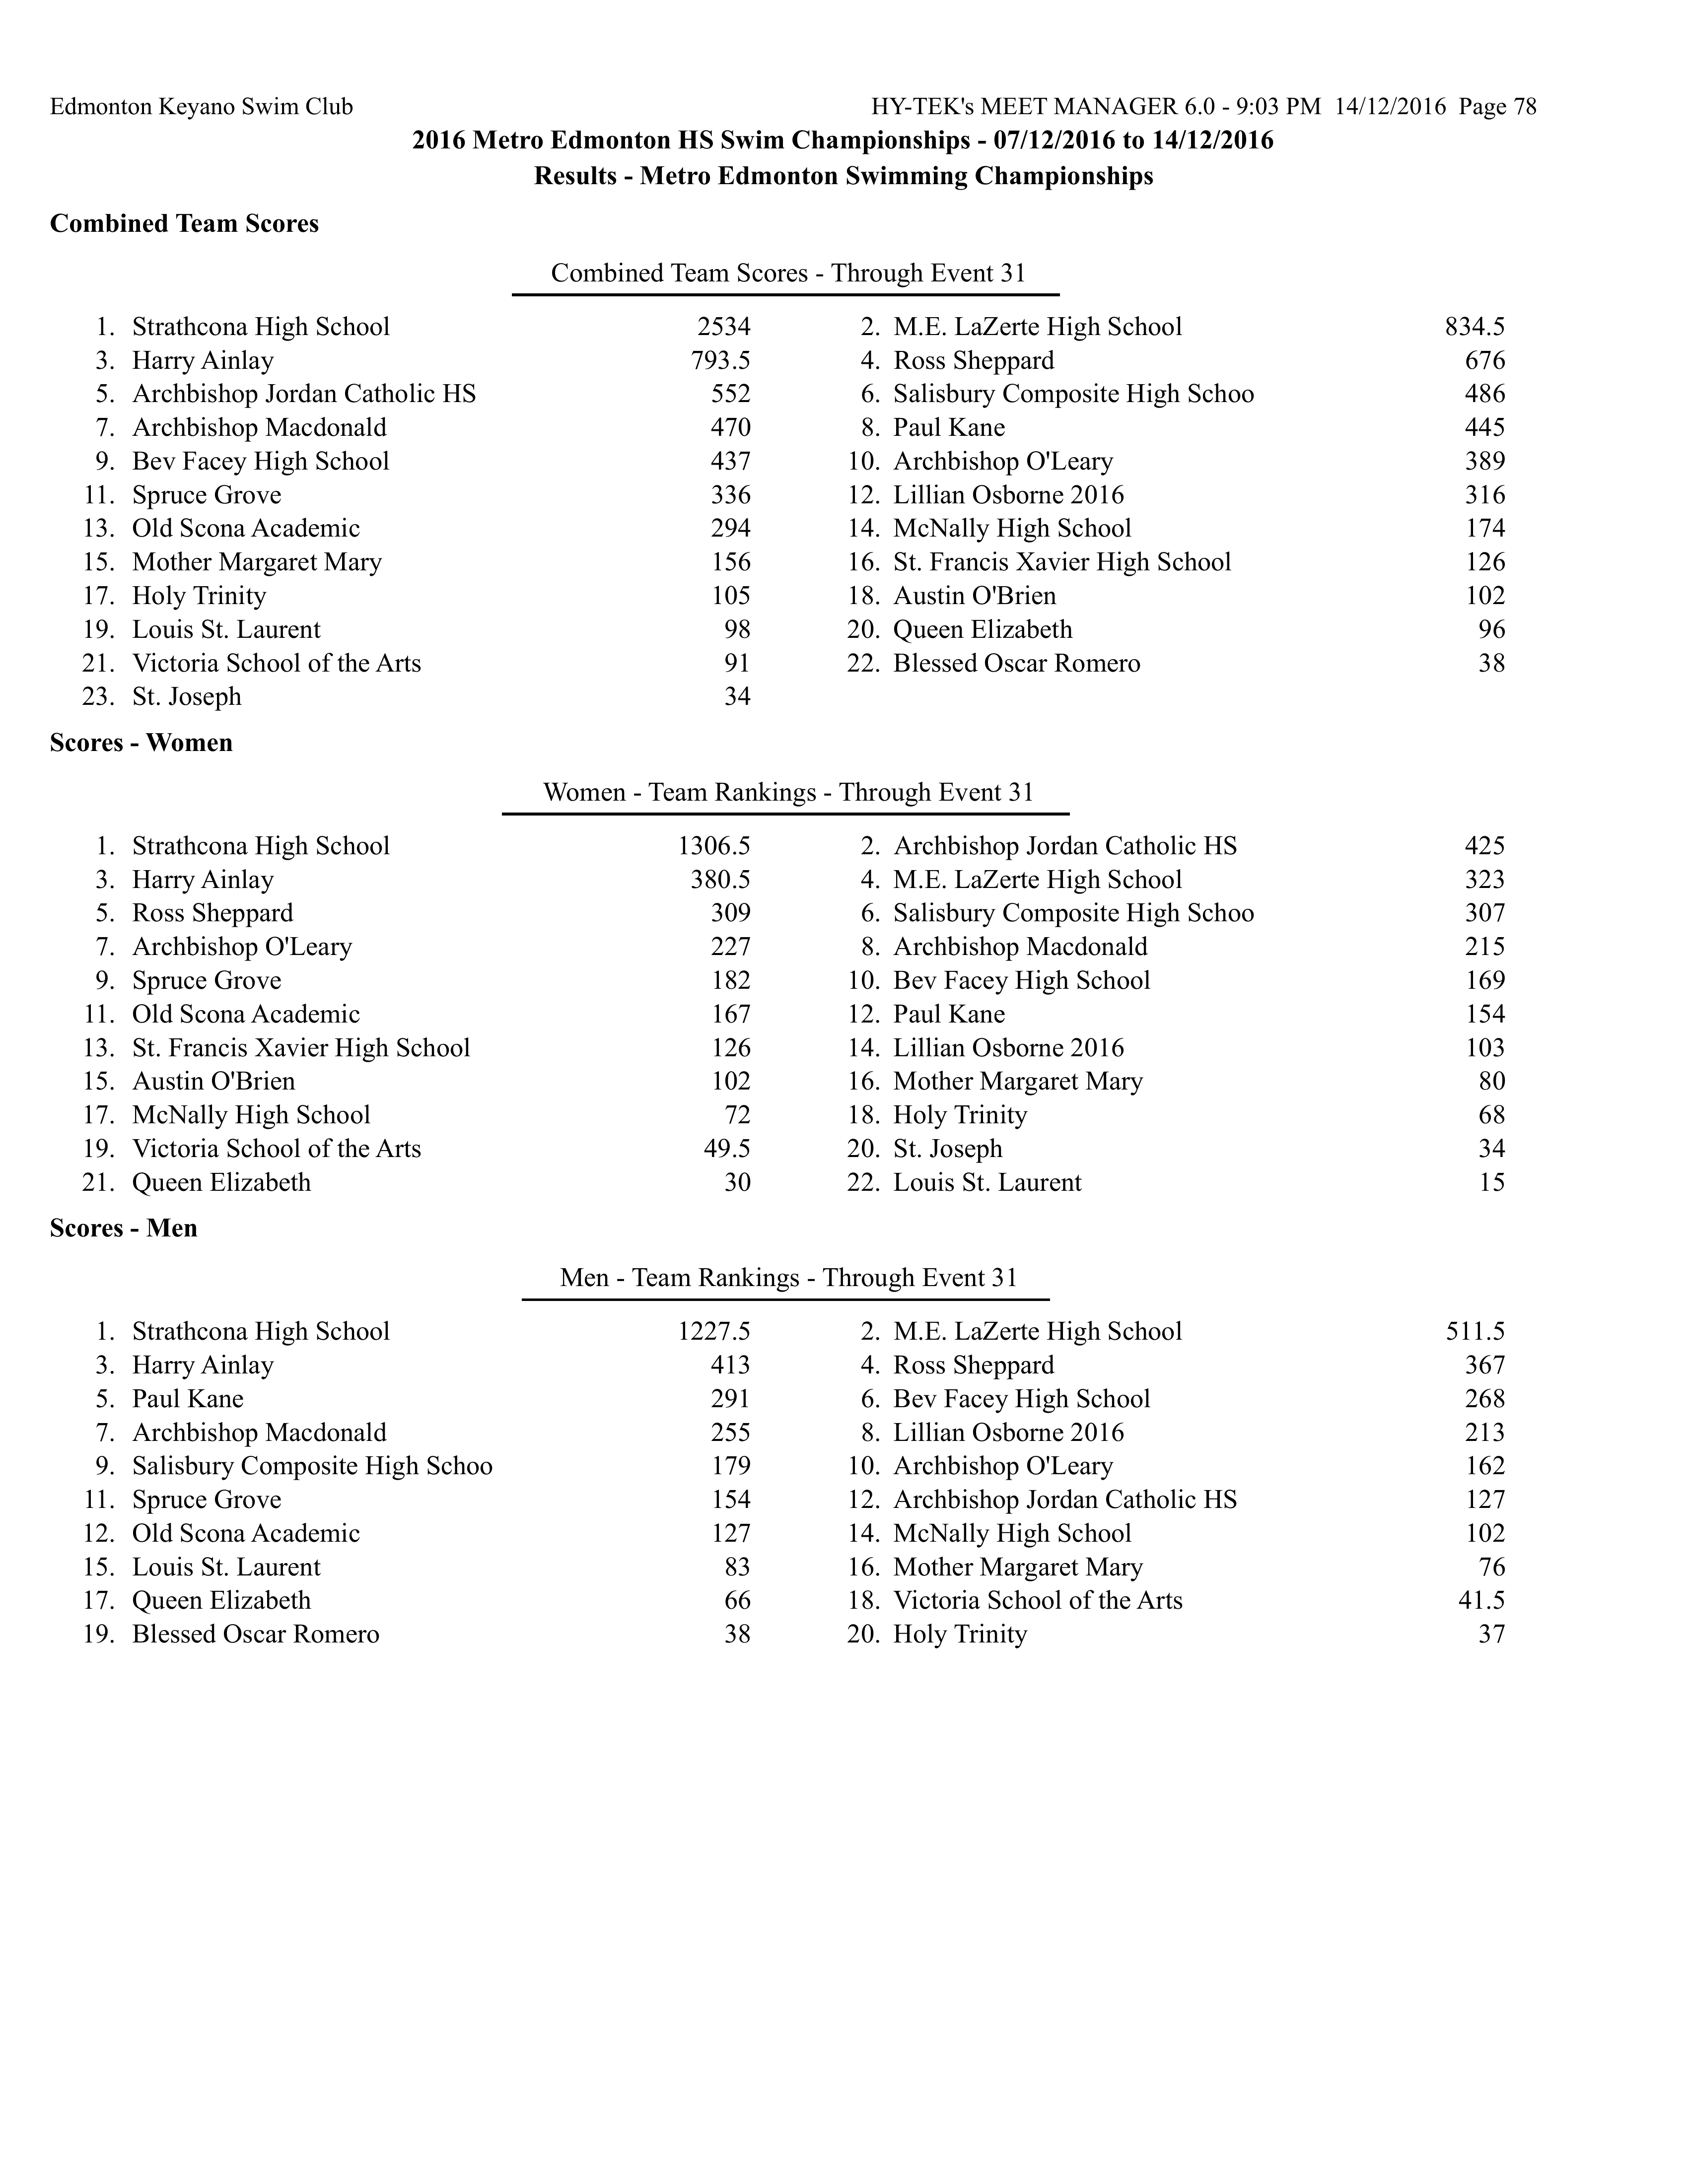 Edmonton Keyano Swim Club HY-TEK's MEET MANAGER 6.0 - 9:03 PM 14/12/2016 Page 78
2016 Metro Edmonton HS Swim Championships - 07/12/2016 to 14/12/2016
Results - Metro Edmonton Swimming Championships
Combined Team Scores
Combined Team Scores - Through Event 31
1. Strathcona High School 2534 2. M.E. LaZerte High School 834.5
3. Harry Ainlay 793.5 4. Ross Sheppard 676
5. Archbishop Jordan Catholic HS 552 6. Salisbury Composite High Schoo 486
7. Archbishop Macdonald 470 8. Paul Kane 445
9. Bev Facey High School 437 10. Archbishop O'Leary 389
11. Spruce Grove 336 12. Lillian Osborne 2016 316
13. Old Scona Academic 294 14. McNally High School 174
15. Mother Margaret Mary 156 16. St. Francis Xavier High School 126
17. Holy Trinity 105 18. Austin O'Brien 102
19. Louis St. Laurent 98 20. Queen Elizabeth 96
21. Victoria School of the Arts 91 22. Blessed Oscar Romero 38
23. St. Joseph 34
Scores - Women
Women - Team Rankings - Through Event 31
1. Strathcona High School 1306.5 2. Archbishop Jordan Catholic HS 425
3. Harry Ainlay 380.5 4. M.E. LaZerte High School 323
5. Ross Sheppard 309 6. Salisbury Composite High Schoo 307
7. Archbishop O'Leary 227 8. Archbishop Macdonald 215
9. Spruce Grove 182 10. Bev Facey High School 169
11. Old Scona Academic 167 12. Paul Kane 154
13. St. Francis Xavier High School 126 14. Lillian Osborne 2016 103
15. Austin O'Brien 102 16. Mother Margaret Mary 80
17. McNally High School 72 18. Holy Trinity 68
19. Victoria School of the Arts 49.5 20. St. Joseph 34
21. Queen Elizabeth 30 22. Louis St. Laurent 15
Scores - Men
Men - Team Rankings - Through Event 31
1. Strathcona High School 1227.5 2. M.E. LaZerte High School 511.5
3. Harry Ainlay 413 4. Ross Sheppard 367
5. Paul Kane 291 6. Bev Facey High School 268
7. Archbishop Macdonald 255 8. Lillian Osborne 2016 213
9. Salisbury Composite High Schoo 179 10. Archbishop O'Leary 162
11. Spruce Grove 154 12. Archbishop Jordan Catholic HS 127
12. Old Scona Academic 127 14. McNally High School 102
15. Louis St. Laurent 83 16. Mother Margaret Mary 76
17. Queen Elizabeth 66 18. Victoria School of the Arts 41.5
19. Blessed Oscar Romero 38 20. Holy Trinity 37